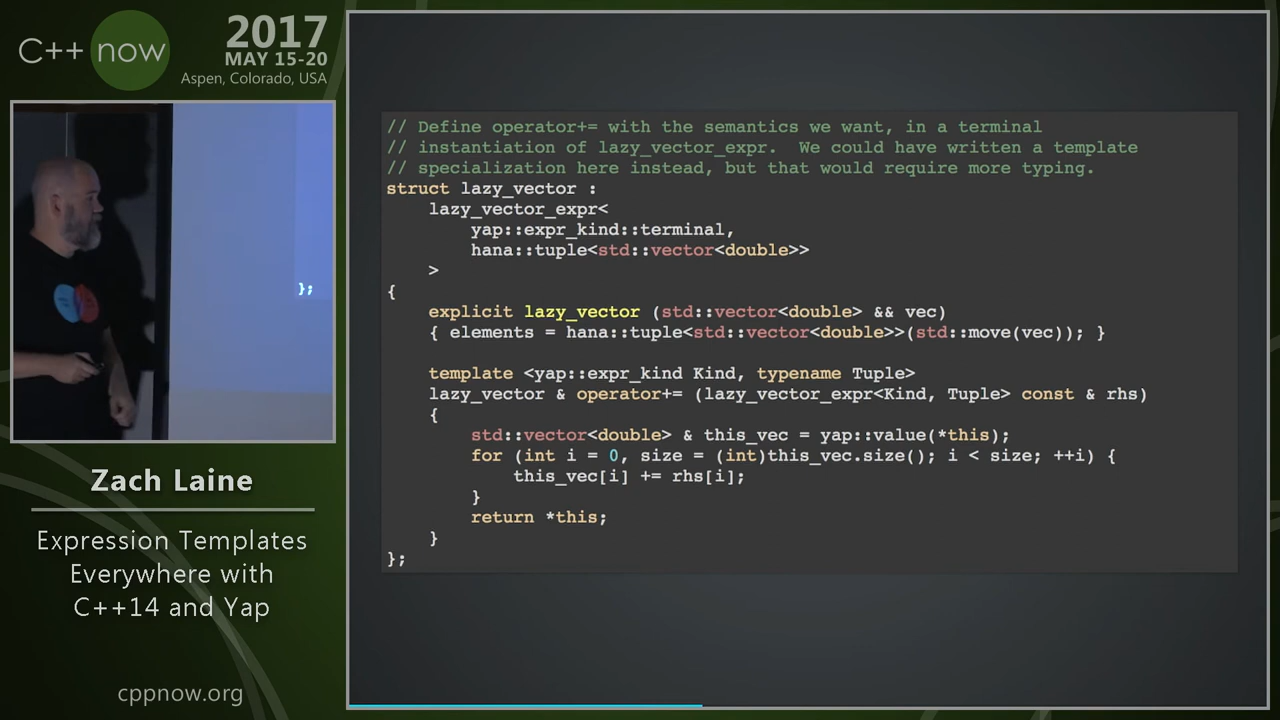 C++ now
2017
MAY 15-20
Aspen, Colorado, USA
};
Zach Laine
Expression Templates
Everywhere with
C++14 and Yap
cppnow.org
// Define operator+= with the semantics we want, in a terminal
// instantiation of lazy_vector_expr.  We could have written a template
// specialization here instead, but that would require more typing.
struct lazy_vector :
    lazy_vector_expr<
        yap::expr_kind::terminal,
        hana::tuple<std::vector<double>>
    >
{
    explicit lazy_vector (std::vector<double> && vec)
    { elements = hana::tuple<std::vector<double>>(std::move(vec)); }
    template <yap::expr_kind Kind, typename Tuple>
    lazy_vector & operator+= (lazy_vector_expr<Kind, Tuple> const & rhs)
    {
        std::vector<double> & this_vec = yap::value(*this);
        for (int i = 0, size = (int)this_vec.size(); i < size; ++i) {
            this_vec[i] += rhs[i];
        }
        return *this;
    }
};